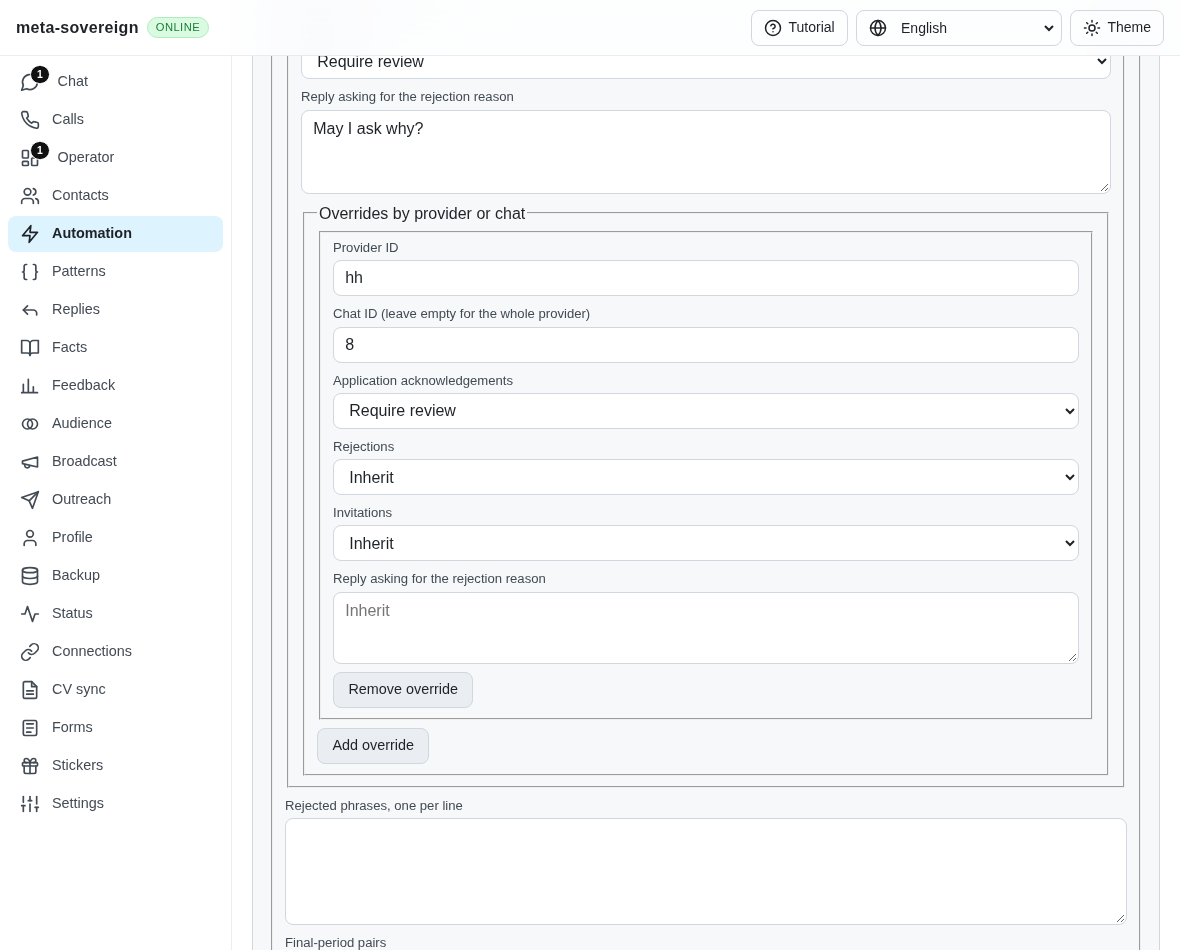 meta-sovereign
ONLINE
Tutorial
English
Theme
1
Chat
Calls
1
Operator
Contacts
Automation
Patterns
Replies
Facts
Feedback
Audience
Broadcast
Outreach
Profile
Backup
Status
Connections
CV sync
Forms
Stickers
Settings
Require review
Reply asking for the rejection reason
May I ask why?
Overrides by provider or chat
Provider ID
hh
Chat ID (leave empty for the whole provider)
8
Application acknowledgements
Require review
Rejections
Inherit
Invitations
Inherit
Reply asking for the rejection reason
Inherit
Remove override
Add override
Rejected phrases, one per line
Final-period pairs